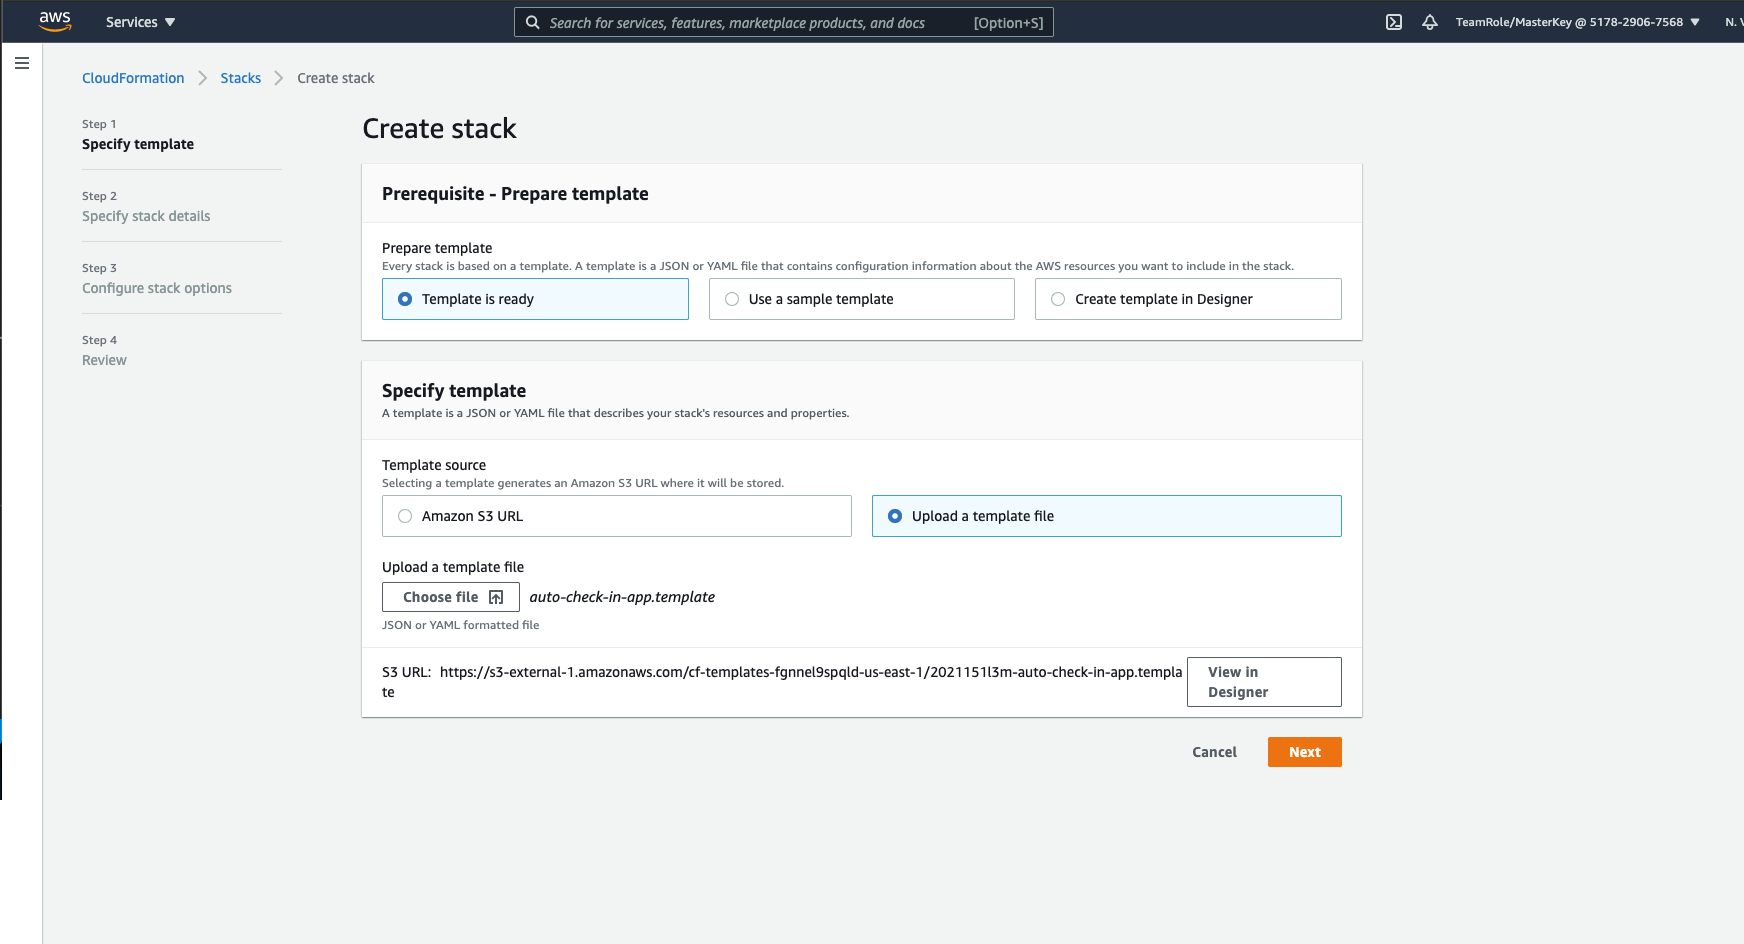 aws
Services
Search for services, features, marketplace products, and docs [Option+S]
TeamRole/MasterKey @ 5178-2906-7568
N.
CloudFormation
Stacks
Create stack
Step 1
Specify template
Step 2
Specify stack details
Step 3
Configure stack options
Step 4
Review
Create stack
Prerequisite - Prepare template
Prepare template
Every stack is based on a template. A template is a JSON or YAML file that contains configuration information about the AWS resources you want to include in the stack.
Template is ready
Use a sample template
Create template in Designer
Specify template
A template is a JSON or YAML file that describes your stack's resources and properties.
Template source
Selecting a template generates an Amazon S3 URL where it will be stored.
Amazon S3 URL
Upload a template file
Upload a template file
Choose file
auto-check-in-app.template
JSON or YAML formatted file
S3 URL: https://s3-external-1.amazonaws.com/cf-templates-fgnnel9spqld-us-east-1/2021151l3m-auto-check-in-app.templa
te
View in
Designer
Cancel
Next